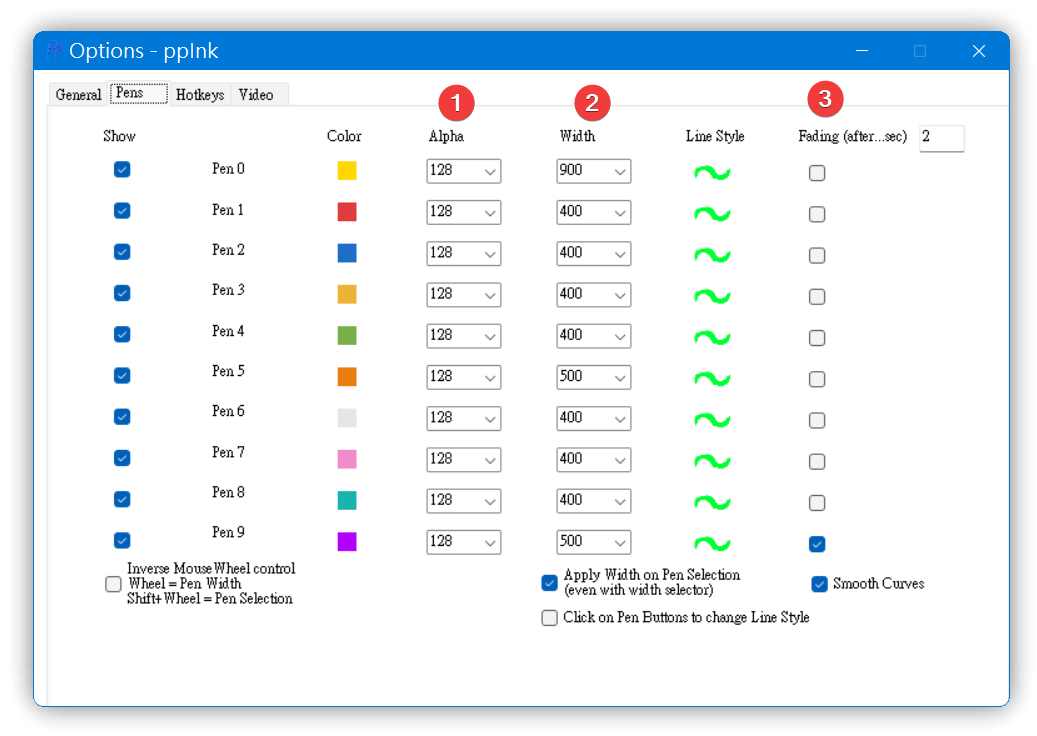 Options - ppInk
General Pens Hotkeys Video
1 2 3
Show Color Alpha Width Line Style Fading (after...sec) 2
Pen 0 128 900
Pen 1 128 400
Pen 2 128 400
Pen 3 128 400
Pen 4 128 400
Pen 5 128 500
Pen 6 128 400
Pen 7 128 400
Pen 8 128 400
Pen 9 128 500
Inverse Mouse Wheel control
Wheel = Pen Width
Shift+Wheel = Pen Selection
Apply Width on Pen Selection
(even with width selector)
Smooth Curves
Click on Pen Buttons to change Line Style